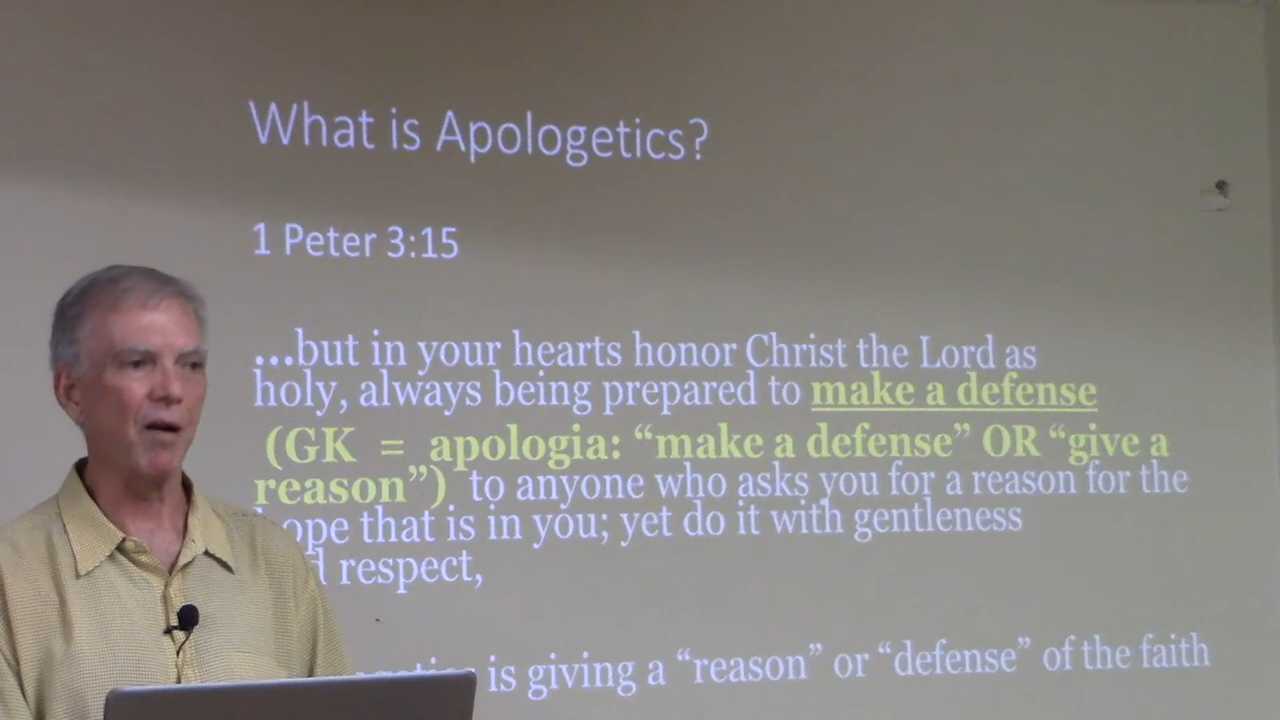 What is Apologetics?
1 Peter 3:15
...but in your hearts honor Christ the Lord as
holy, always being prepared to make a defense
(GK = apologia: “make a defense” OR “give a
reason”) to anyone who asks you for a reason for the
ope that is in you; yet do it with gentleness
respect,
is giving a “reason” or “defense” of the faith